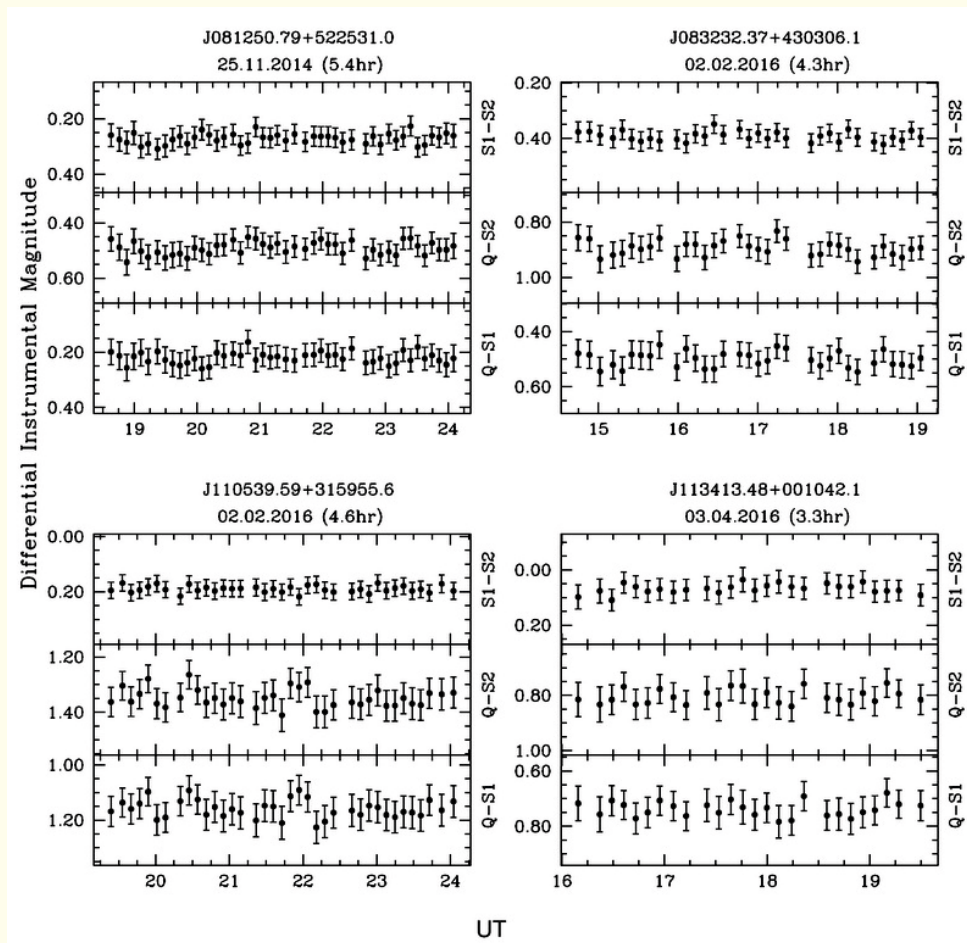 Differential Instrumental Magnitude
J081250.79+522531.0
25.11.2014 (5.4hr)
0.20
0.40
S1-S2
0.40
0.60
Q-S2
0.20
0.40
Q-S1
19 20 21 22 23 24
J083232.37+430306.1
02.02.2016 (4.3hr)
0.20
0.40
S1-S2
0.80
1.00
Q-S2
0.40
0.60
Q-S1
15 16 17 18 19
J110539.59+315955.6
02.02.2016 (4.6hr)
0.00
0.20
S1-S2
1.20
1.40
Q-S2
1.00
1.20
Q-S1
20 21 22 23 24
J113413.48+001042.1
03.04.2016 (3.3hr)
0.00
0.20
S1-S2
0.80
1.00
Q-S2
0.60
0.80
Q-S1
16 17 18 19
UT